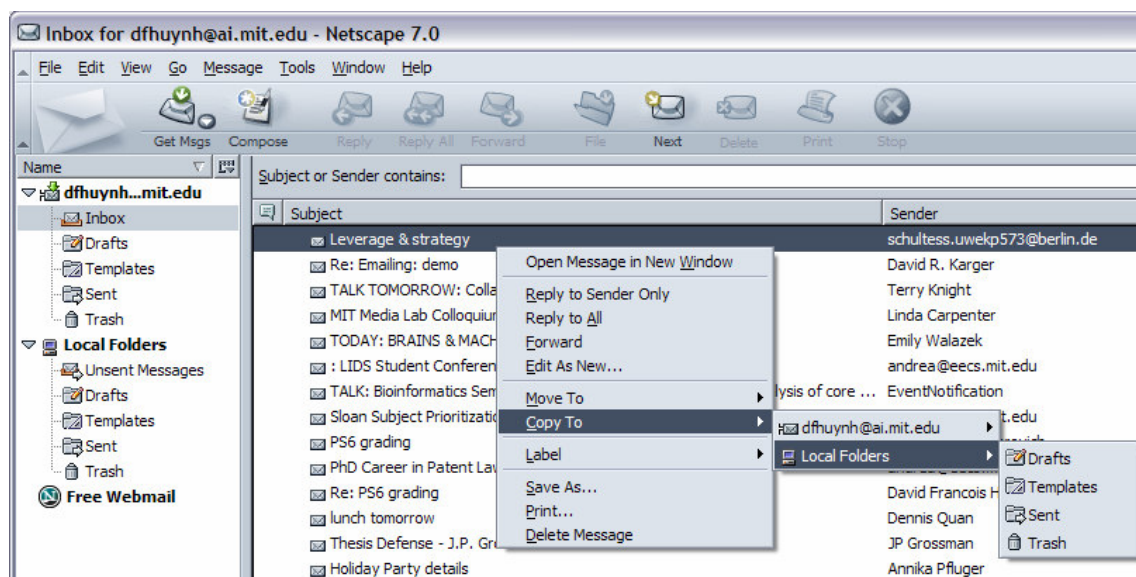 Inbox for dfhuynh@ai.mit.edu - Netscape 7.0
File Edit View Go Message Tools Window Help
Get Msgs Compose Reply Reply All Forward File Next Delete Print Stop
Name
dfhuynh...mit.edu
Inbox
Drafts
Templates
Sent
Trash
Local Folders
Unsent Messages
Drafts
Templates
Sent
Trash
Free Webmail
Subject or Sender contains:
Subject Sender
Leverage & strategy schultess.uwekp573@berlin.de
Re: Emailing: demo David R. Karger
TALK TOMORROW: Colla Terry Knight
MIT Media Lab Colloquiur Linda Carpenter
TODAY: BRAINS & MACH Emily Walazek
: LIDS Student Conferen andrea@eecs.mit.edu
TALK: Bioinformatics Sem lysis of core ... EventNotification
Sloan Subject Prioritizatio t.edu
PS6 grading
PhD Career in Patent Law
Re: PS6 grading David Francois H
lunch tomorrow Dennis Quan
Thesis Defense - J.P. Gro JP Grossman
Holiday Party details Annika Pfluger
Open Message in New Window
Reply to Sender Only
Reply to All
Forward
Edit As New...
Move To
Copy To
Label
Save As...
Print...
Delete Message
dfhuynh@ai.mit.edu
Local Folders
Drafts
Templates
Sent
Trash